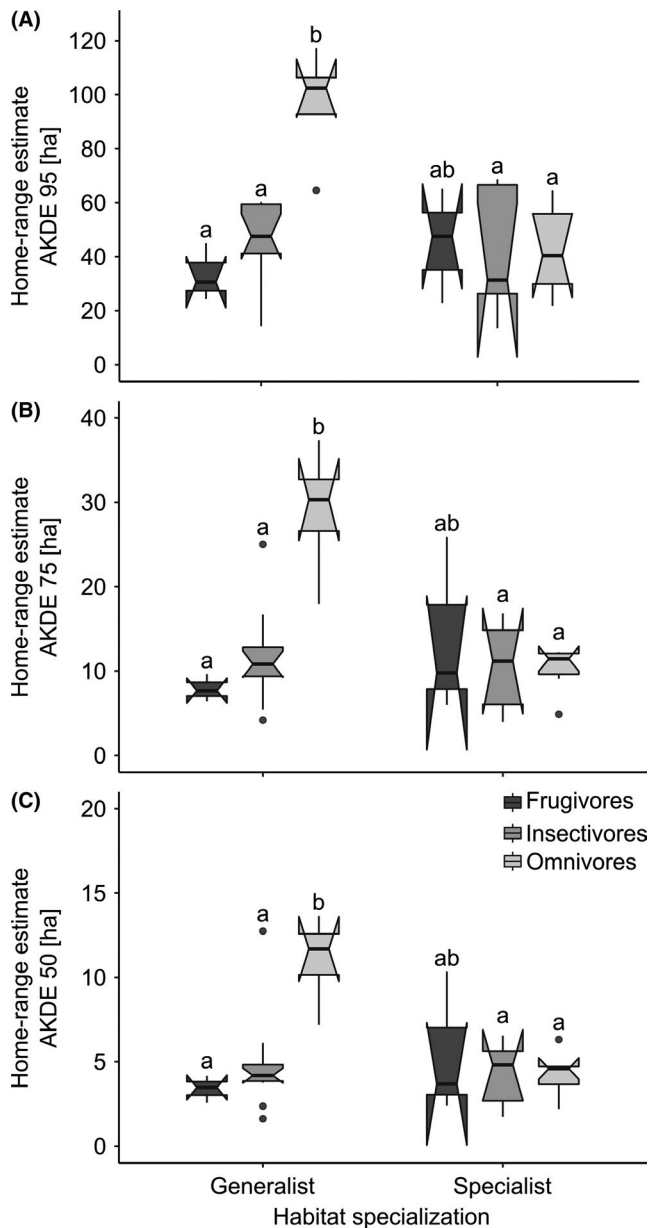 (A)
Home-range estimate
AKDE 95 [ha]
120
100
80
60
40
20
0
a
a
b
ab
a
a
(B)
Home-range estimate
AKDE 75 [ha]
40
30
20
10
0
a
a
b
ab
a
a
(C)
Home-range estimate
AKDE 50 [ha]
20
15
10
5
0
a
a
b
ab
a
a
Frugivores
Insectivores
Omnivores
Generalist
Specialist
Habitat specialization